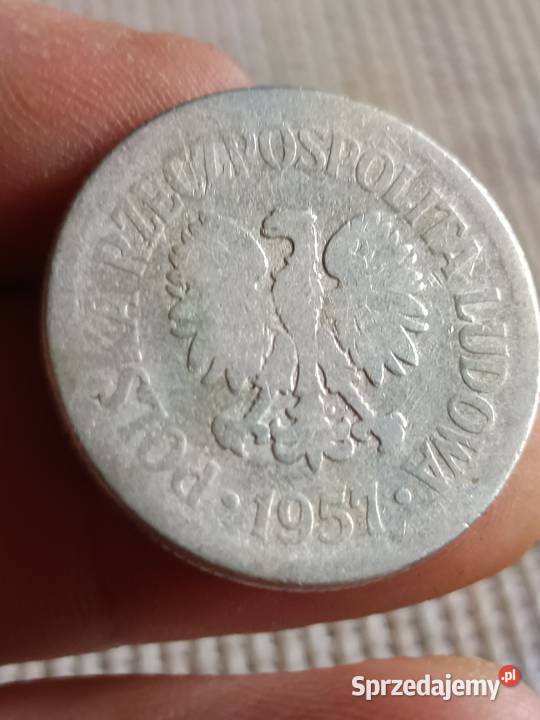 POLSKA RZECZPOSPOLITA LUDOWA
• 1957 •
Sprzedajemy.pl